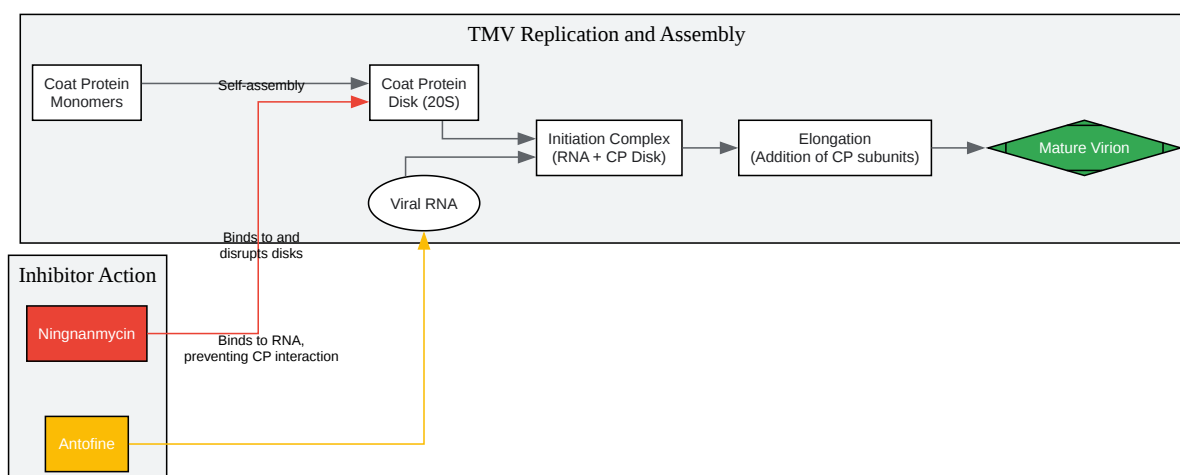 TMV Replication and Assembly
Coat Protein
Monomers
Self-assembly
Coat Protein
Disk (20S)
Initiation Complex
(RNA + CP Disk)
Elongation
(Addition of CP subunits)
Mature Virion
Viral RNA
Binds to and
disrupts disks
Inhibitor Action
Ningnanmycin
Binds to RNA,
preventing CP interaction
Antofine